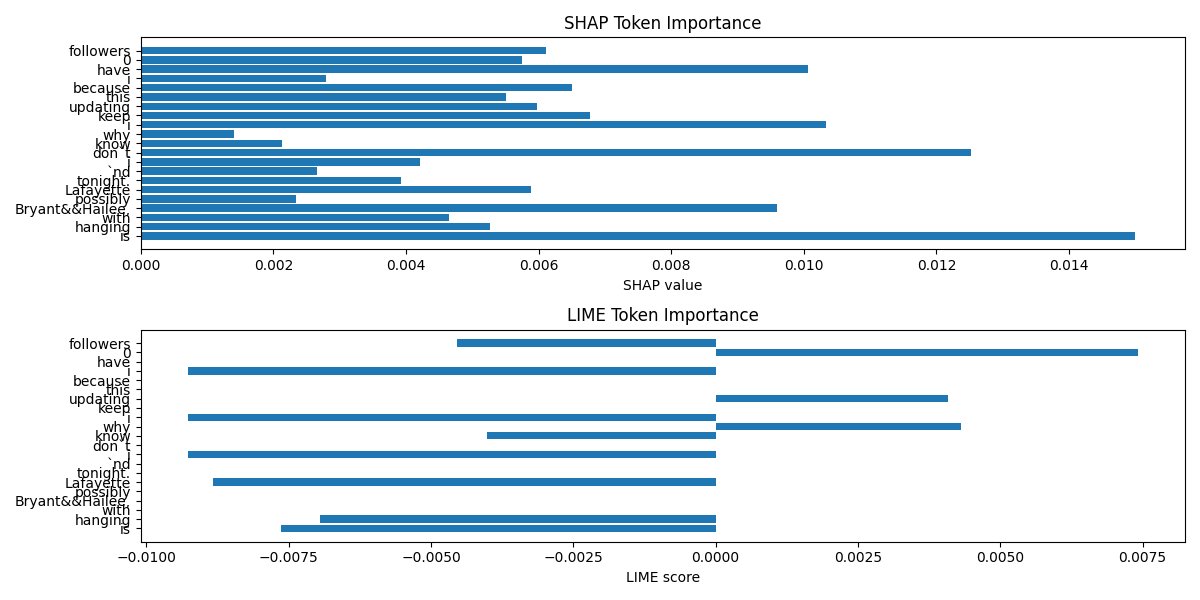 SHAP Token Importance
followers
0
have
i
because
this
updating
keep
i
why
know
don`t
I
`nd
tonight.
Lafayette
possibly
Bryant&&Hailee,
with
hanging
is
0.000 0.002 0.004 0.006 0.008 0.010 0.012 0.014
SHAP value
LIME Token Importance
followers
0
have
i
because
this
updating
keep
i
why
know
don`t
I
`nd
tonight.
Lafayette
possibly
Bryant&&Hailee,
with
hanging
is
−0.0100 −0.0075 −0.0050 −0.0025 0.0000 0.0025 0.0050 0.0075
LIME score